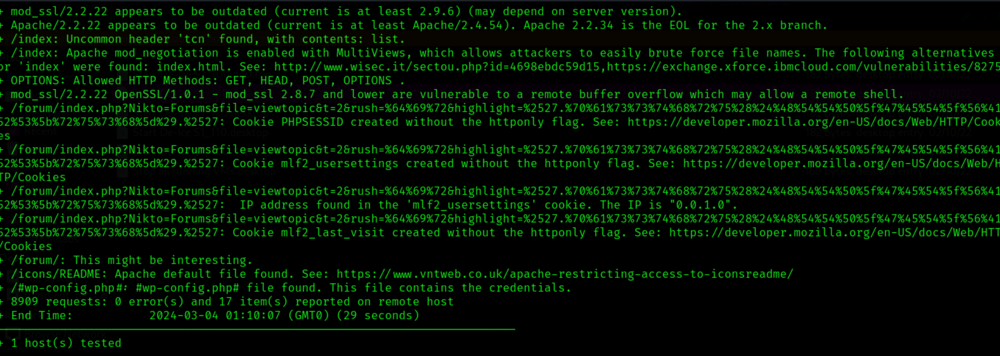 + mod_ssl/2.2.22 appears to be outdated (current is at least 2.9.6) (may depend on server version).
+ Apache/2.2.22 appears to be outdated (current is at least Apache/2.4.54). Apache 2.2.34 is the EOL for the 2.x branch.
+ /index: Uncommon header 'tcn' found, with contents: list.
+ /index: Apache mod_negotiation is enabled with MultiViews, which allows attackers to easily brute force file names. The following alternatives
or 'index' were found: index.html. See: http://www.wisec.it/sectou.php?id=4698ebdc59d15,https://exchange.xforce.ibmcloud.com/vulnerabilities/8275
+ OPTIONS: Allowed HTTP Methods: GET, HEAD, POST, OPTIONS .
+ mod_ssl/2.2.22 OpenSSL/1.0.1 - mod_ssl 2.8.7 and lower are vulnerable to a remote buffer overflow which may allow a remote shell.
+ /forum/index.php?Nikto=Forums&file=viewtopic&t=2&rush=%64%69%72&highlight=%2527.%70%61%73%73%74%68%72%75%28%24%48%54%54%50%5f%47%45%54%5f%56%41
52%53%5b%72%75%73%68%5d%29.%2527: Cookie PHPSESSID created without the httponly flag. See: https://developer.mozilla.org/en-US/docs/Web/HTTP/Cook
es
+ /forum/index.php?Nikto=Forums&file=viewtopic&t=2&rush=%64%69%72&highlight=%2527.%70%61%73%73%74%68%72%75%28%24%48%54%54%50%5f%47%45%54%5f%56%41
52%53%5b%72%75%73%68%5d%29.%2527: Cookie mlf2_usersettings created without the httponly flag. See: https://developer.mozilla.org/en-US/docs/Web/H
TP/Cookies
+ /forum/index.php?Nikto=Forums&file=viewtopic&t=2&rush=%64%69%72&highlight=%2527.%70%61%73%73%74%68%72%75%28%24%48%54%54%50%5f%47%45%54%5f%56%41
52%53%5b%72%75%73%68%5d%29.%2527:  IP address found in the 'mlf2_usersettings' cookie. The IP is "0.0.1.0".
+ /forum/index.php?Nikto=Forums&file=viewtopic&t=2&rush=%64%69%72&highlight=%2527.%70%61%73%73%74%68%72%75%28%24%48%54%54%50%5f%47%45%54%5f%56%41
52%53%5b%72%75%73%68%5d%29.%2527: Cookie mlf2_last_visit created without the httponly flag. See: https://developer.mozilla.org/en-US/docs/Web/HTT
/Cookies
+ /forum/: This might be interesting.
+ /icons/README: Apache default file found. See: https://www.vntweb.co.uk/apache-restricting-access-to-iconsreadme/
+ /#wp-config.php#: #wp-config.php# file found. This file contains the credentials.
+ 8909 requests: 0 error(s) and 17 item(s) reported on remote host
+ End Time:           2024-03-04 01:10:07 (GMT0) (29 seconds)
+ 1 host(s) tested